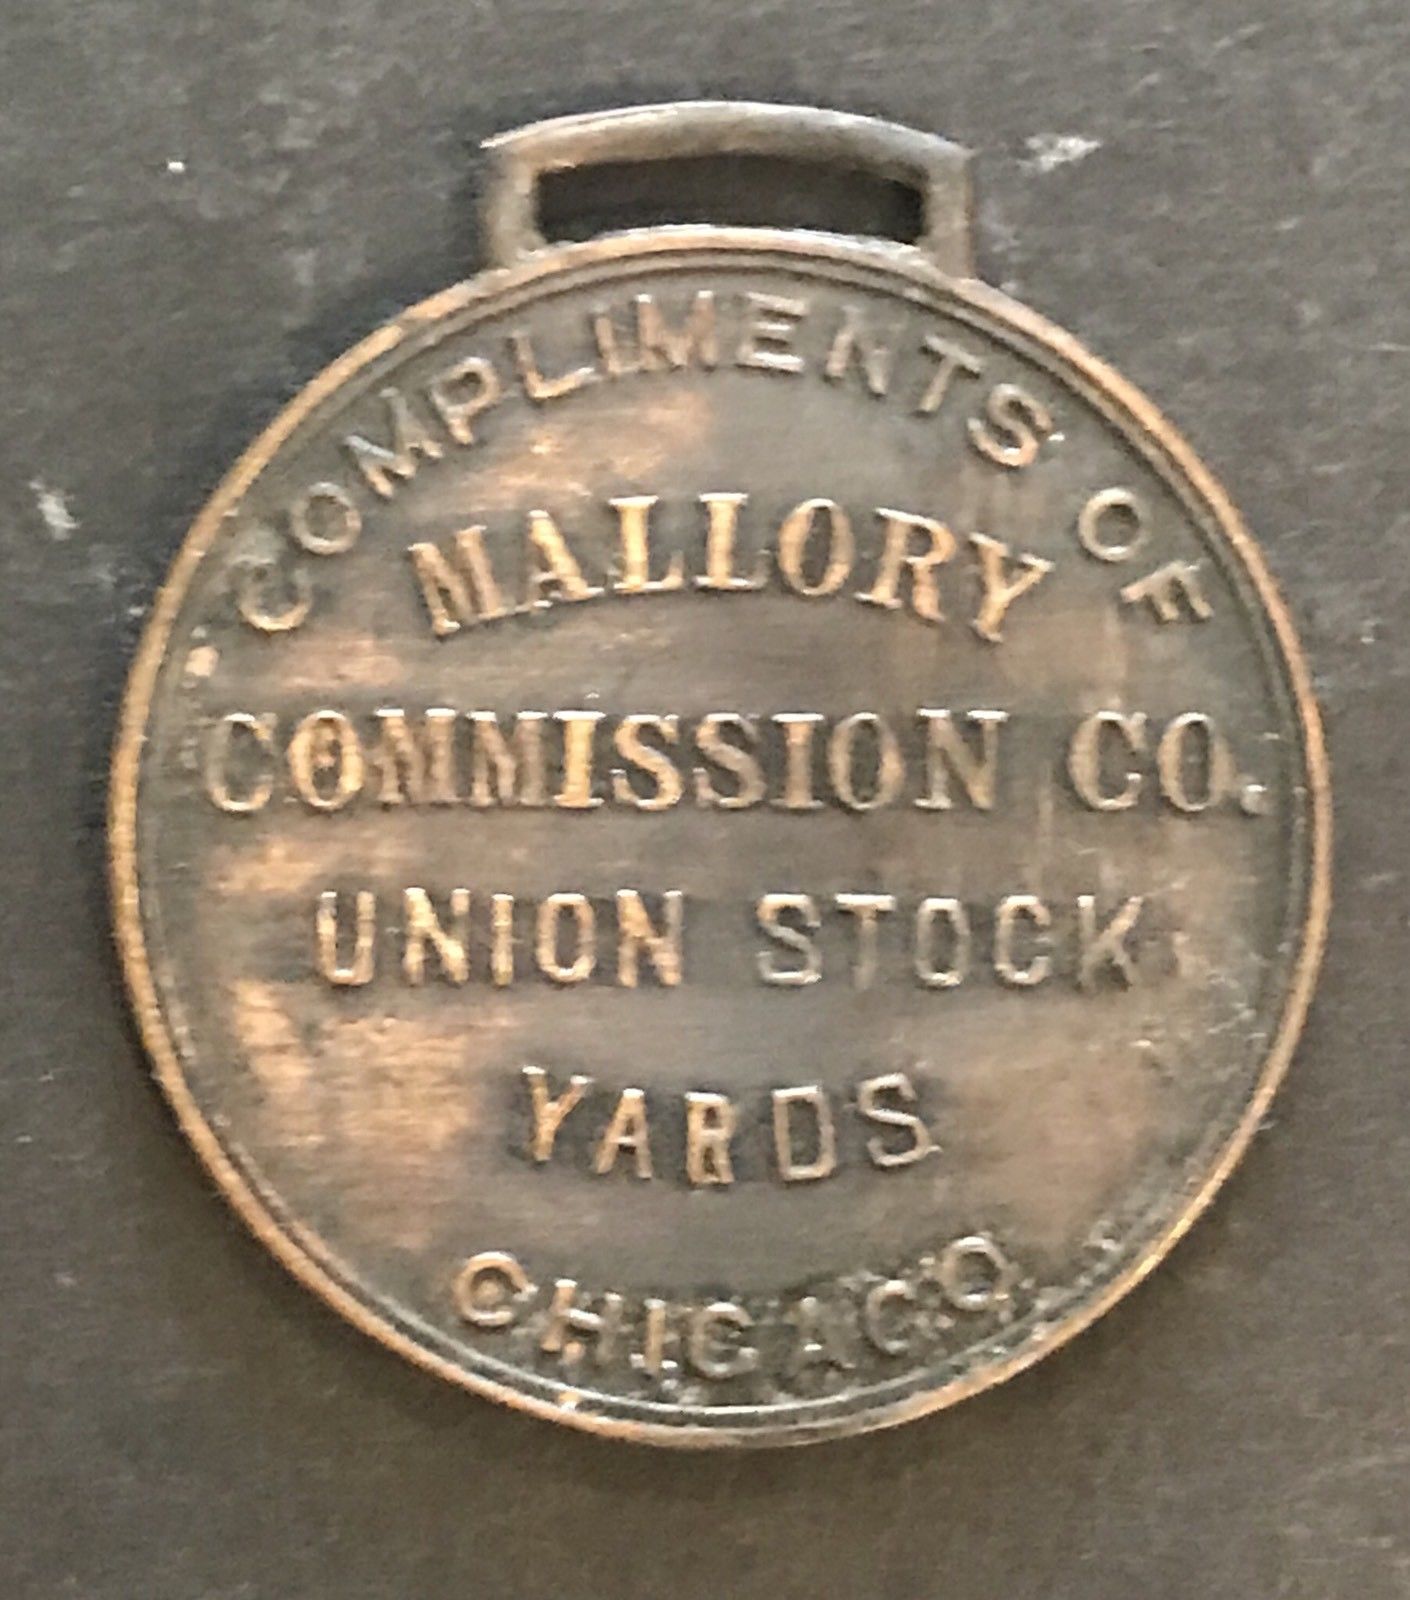 COMPLIMENTS OF
MALLORY
COMMISSION CO.
UNION STOCK
YARDS
CHICAGO